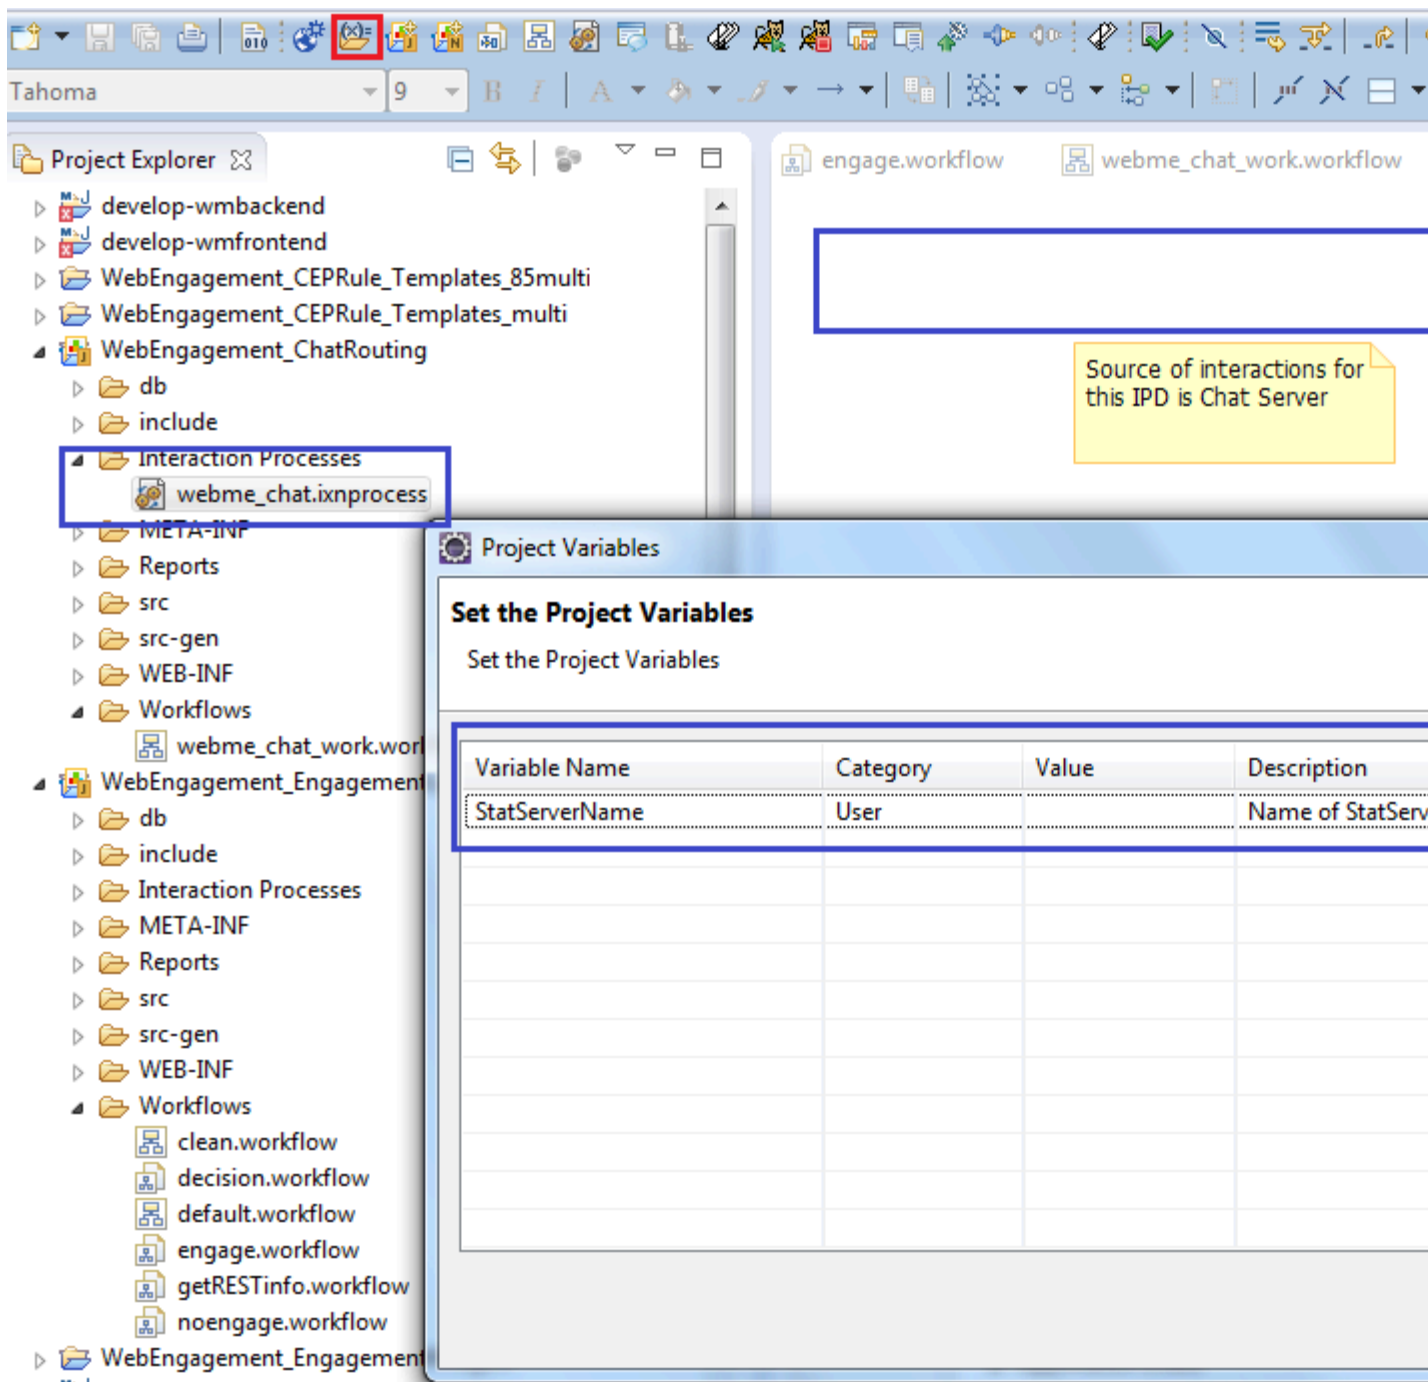 010
(x)=
Tahoma
9
B I A
Project Explorer
engage.workflow
webme_chat_work.workflow
develop-wmbackend
develop-wmfrontend
WebEngagement_CEPRule_Templates_85multi
WebEngagement_CEPRule_Templates_multi
WebEngagement_ChatRouting
db
include
Interaction Processes
webme_chat.ixnprocess
META-INF
Reports
src
src-gen
WEB-INF
Workflows
webme_chat_work.worl
WebEngagement_Engagement
db
include
Interaction Processes
META-INF
Reports
src
src-gen
WEB-INF
Workflows
clean.workflow
decision.workflow
default.workflow
engage.workflow
getRESTinfo.workflow
noengage.workflow
WebEngagement_Engagement
Source of interactions for
this IPD is Chat Server
Project Variables
Set the Project Variables
Set the Project Variables
Variable Name Category Value Description
StatServerName User Name of StatServ